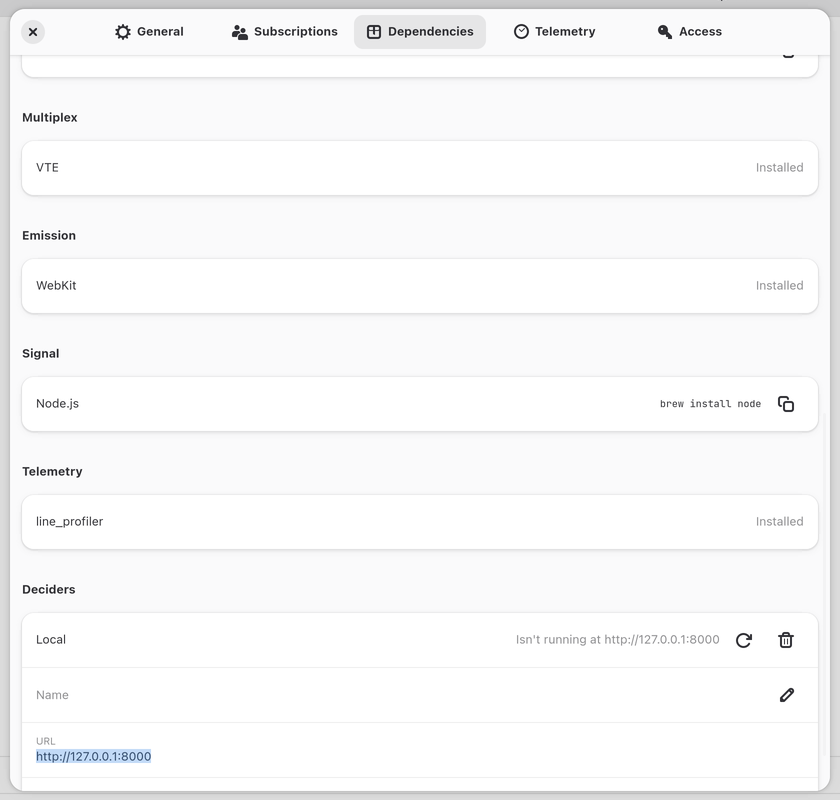 General
Subscriptions
Dependencies
Telemetry
Access
Multiplex
VTE
Installed
Emission
WebKit
Installed
Signal
Node.js
brew install node
Telemetry
line_profiler
Installed
Deciders
Local
Isn't running at http://127.0.0.1:8000
Name
URL
http://127.0.0.1:8000